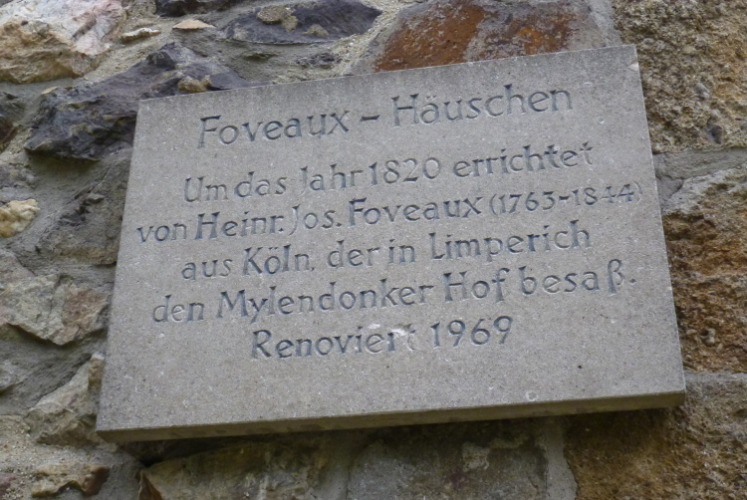 Foveaux – Häuschen
Um das Jahr 1820 errichtet
von Heinr. Jos. Foveaux (1763-1844)
aus Köln, der in Limperich
den Mylendonker Hof besaß.
Renoviert 1969